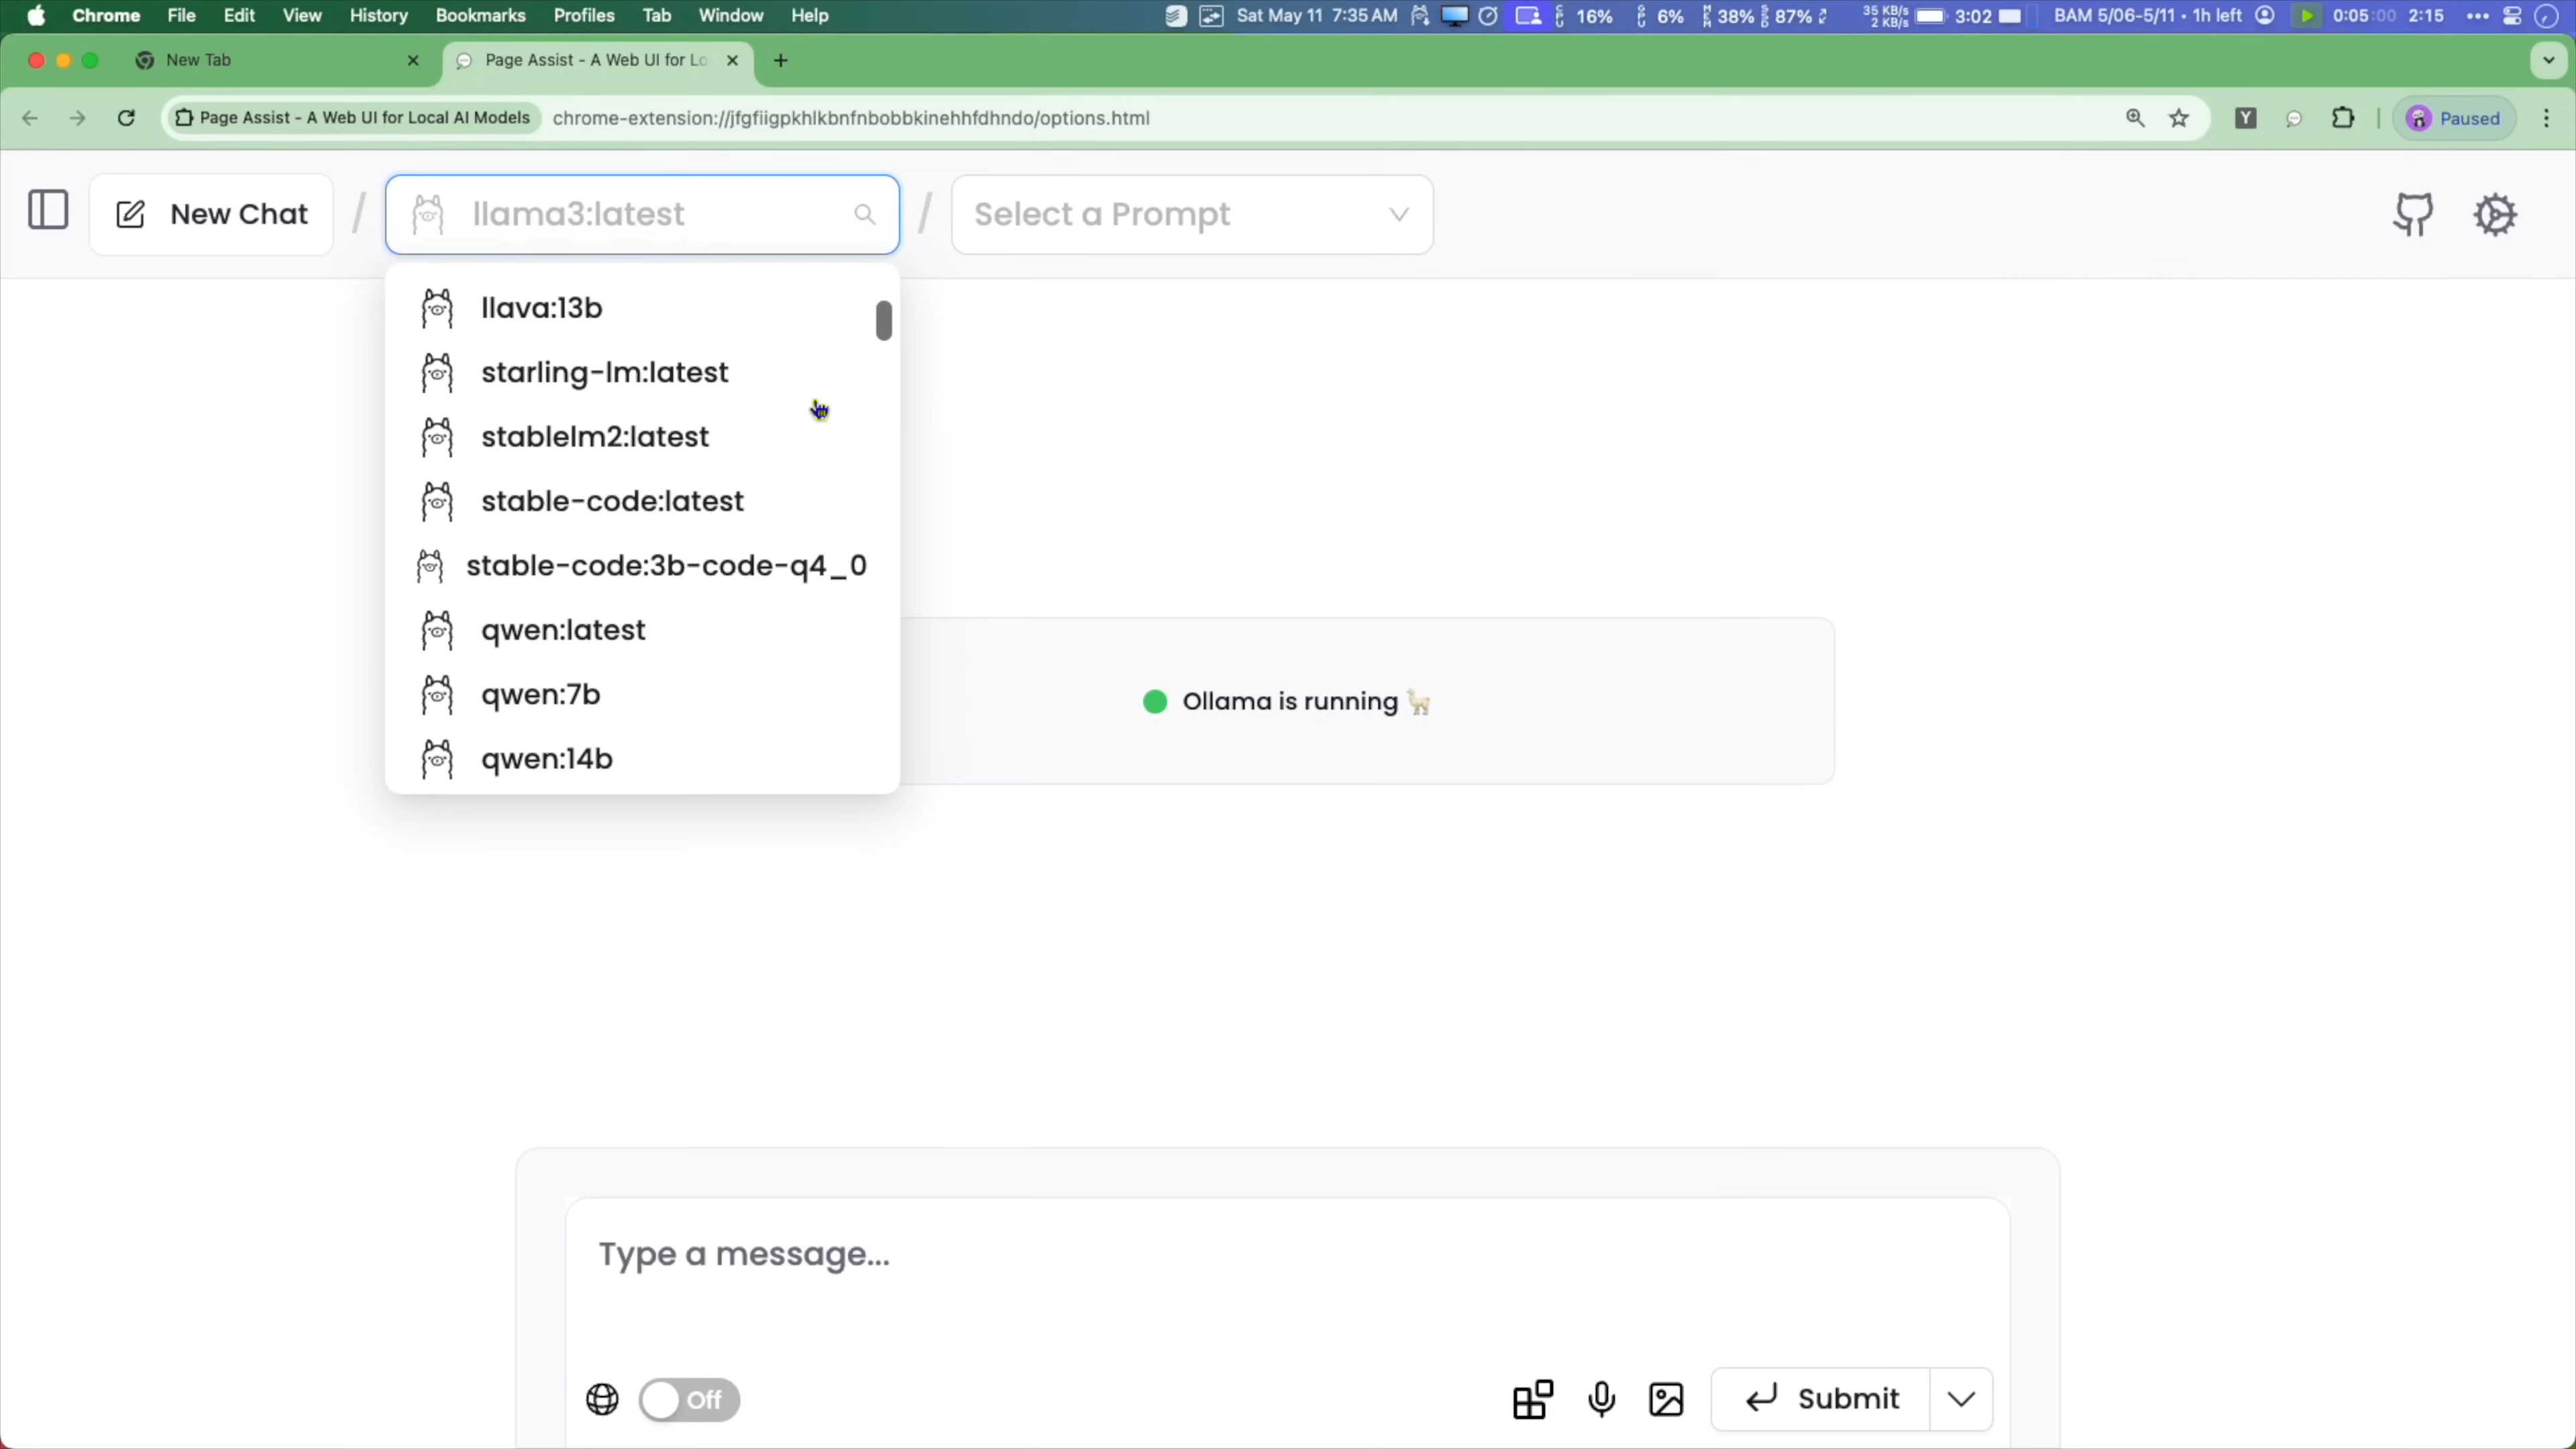 Chrome File Edit View History Bookmarks Profiles Tab Window Help Sat May 11 7:35 AM 16% 6% 38% 87% 35 KB/s 2 KB/s 3:02 BAM 5/06-5/11 • 1h left 0:05:00 2:15
New Tab Page Assist - A Web UI for Lo
Page Assist - A Web UI for Local AI Models chrome-extension://jfgfiigpkhlkbnfnbobbkinehhfdhndo/options.html Y Paused
New Chat / llama3:latest / Select a Prompt
llava:13b
starling-lm:latest
stablelm2:latest
stable-code:latest
stable-code:3b-code-q4_0
qwen:latest
qwen:7b
qwen:14b
Ollama is running 🦙
Type a message...
Off Submit